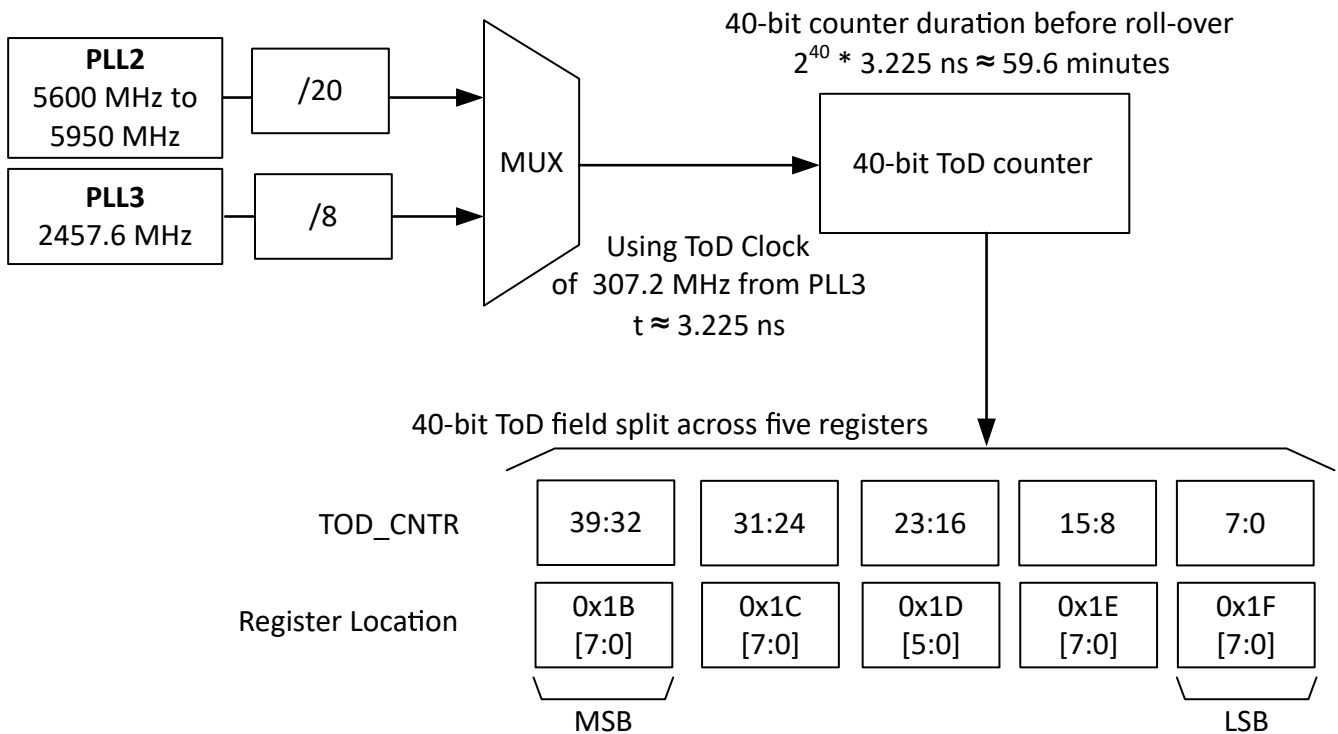 40-bit counter duration before roll-over
2^40 * 3.225 ns ≈ 59.6 minutes
PLL2
5600 MHz to
5950 MHz
/20
PLL3
2457.6 MHz
/8
MUX
40-bit ToD counter
Using ToD Clock
of 307.2 MHz from PLL3
t ≈ 3.225 ns
40-bit ToD field split across five registers
TOD_CNTR 39:32 31:24 23:16 15:8 7:0
Register Location 0x1B 0x1C 0x1D 0x1E 0x1F
[7:0] [7:0] [5:0] [7:0] [7:0]
MSB LSB